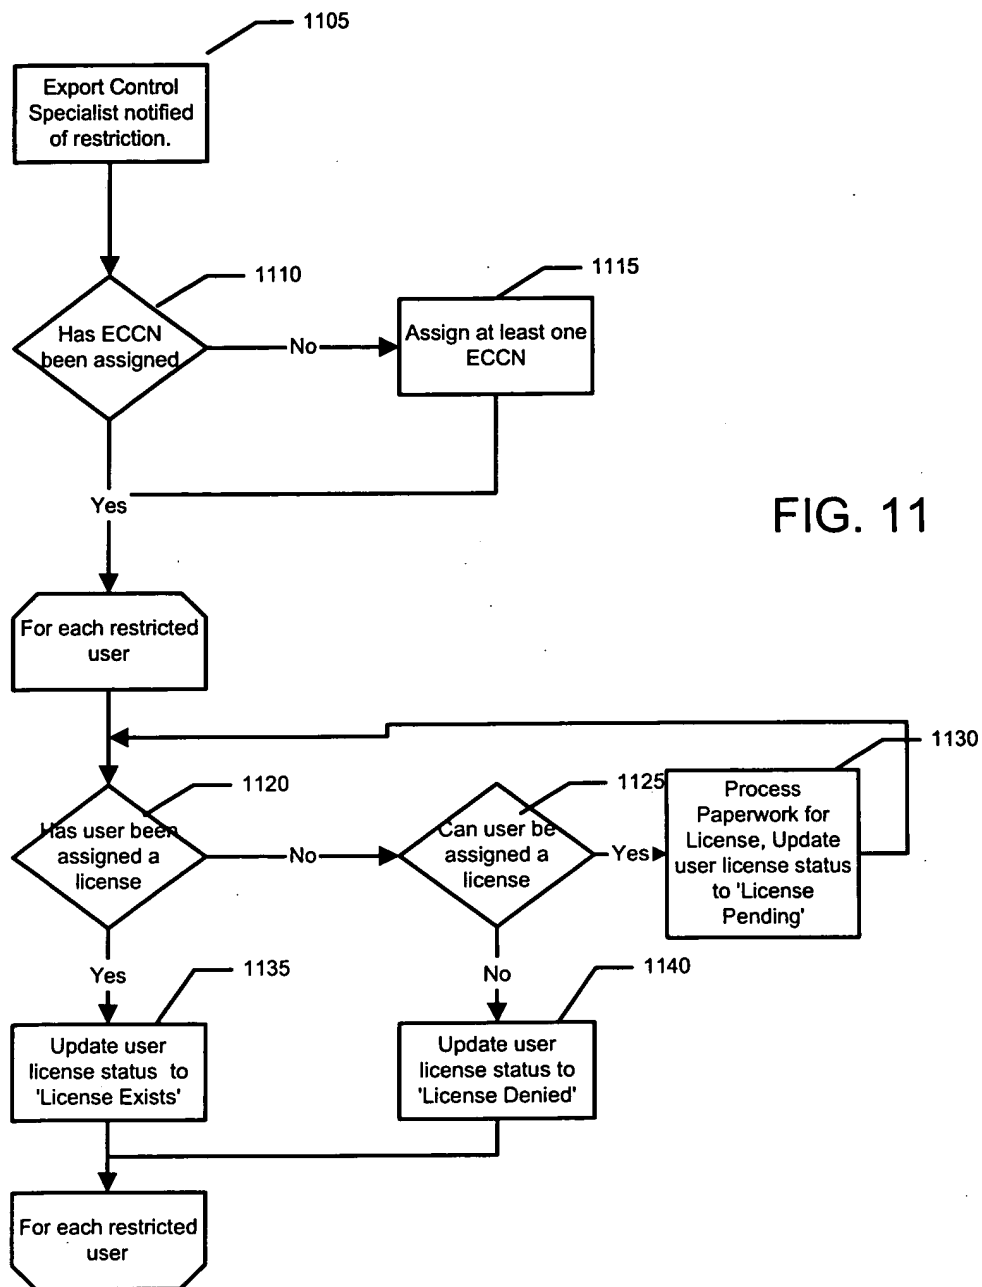 1105
Export Control
Specialist notified
of restriction.
1110
Has ECCN
been assigned
No
1115
Assign at least one
ECCN
Yes
FIG. 11
For each restricted
user
1120
Has user been
assigned a
license
No
1125
Can user be
assigned a
license
Yes
1130
Process
Paperwork for
License, Update
user license status
to 'License
Pending'
Yes
1135
Update user
license status to
'License Exists'
No
1140
Update user
license status to
'License Denied'
For each restricted
user